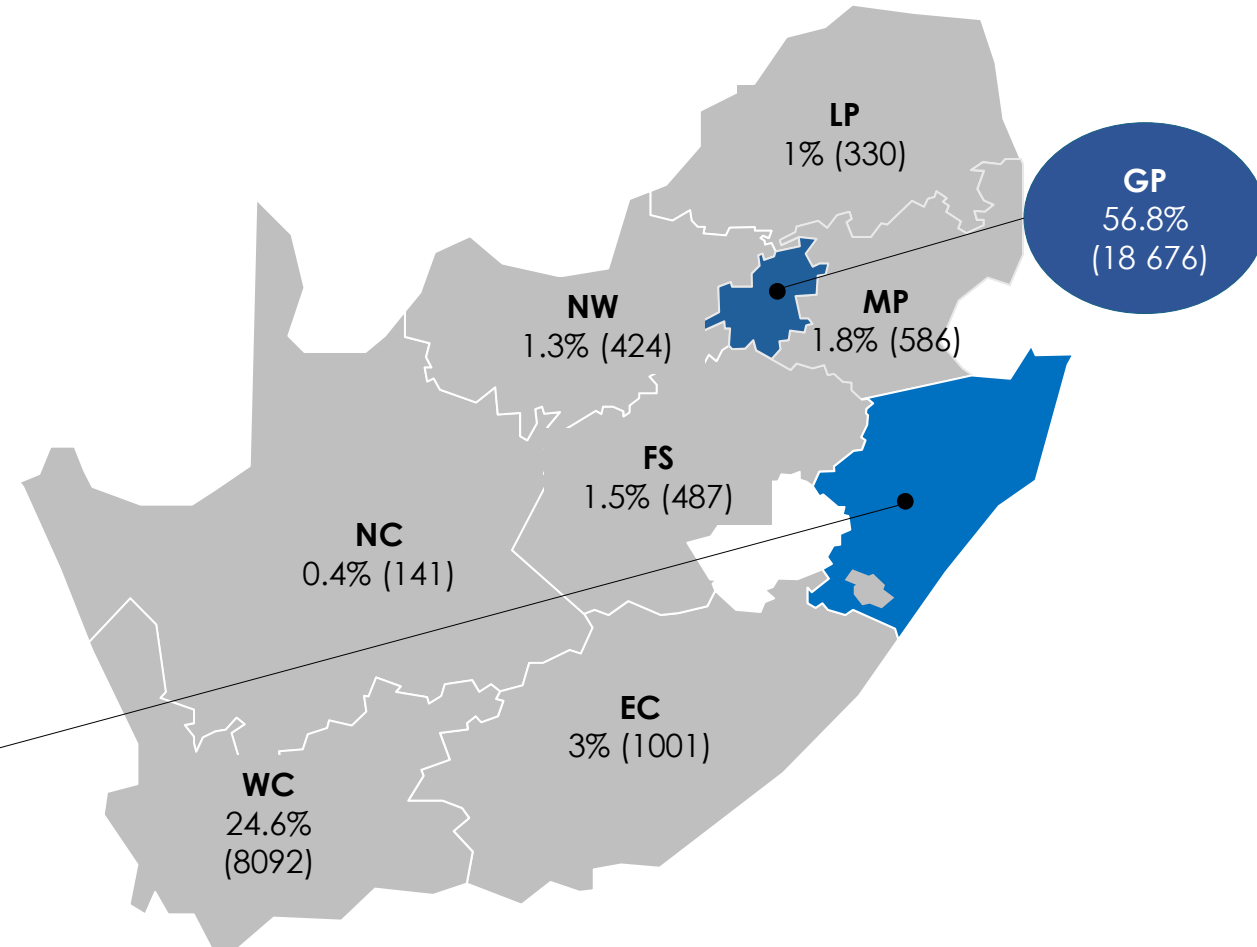 LP
1% (330)
GP
56.8%
(18 676)
NW
1.3% (424)
MP
1.8% (586)
FS
1.5% (487)
NC
0.4% (141)
EC
3% (1001)
WC
24.6%
(8092)